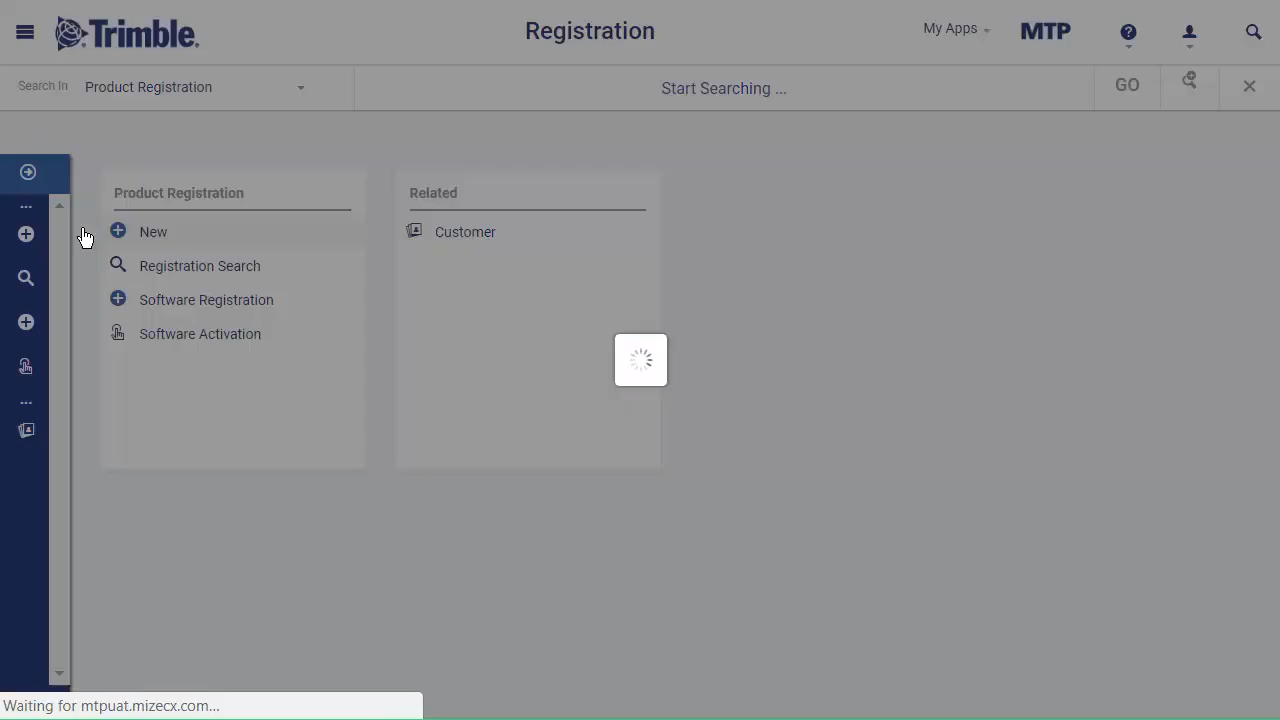 Trimble.
Registration
My Apps
MTP
Search In
Product Registration
Start Searching ...
GO
Product Registration
New
Registration Search
Software Registration
Software Activation
Related
Customer
Waiting for mtpuat.mizecx.com...